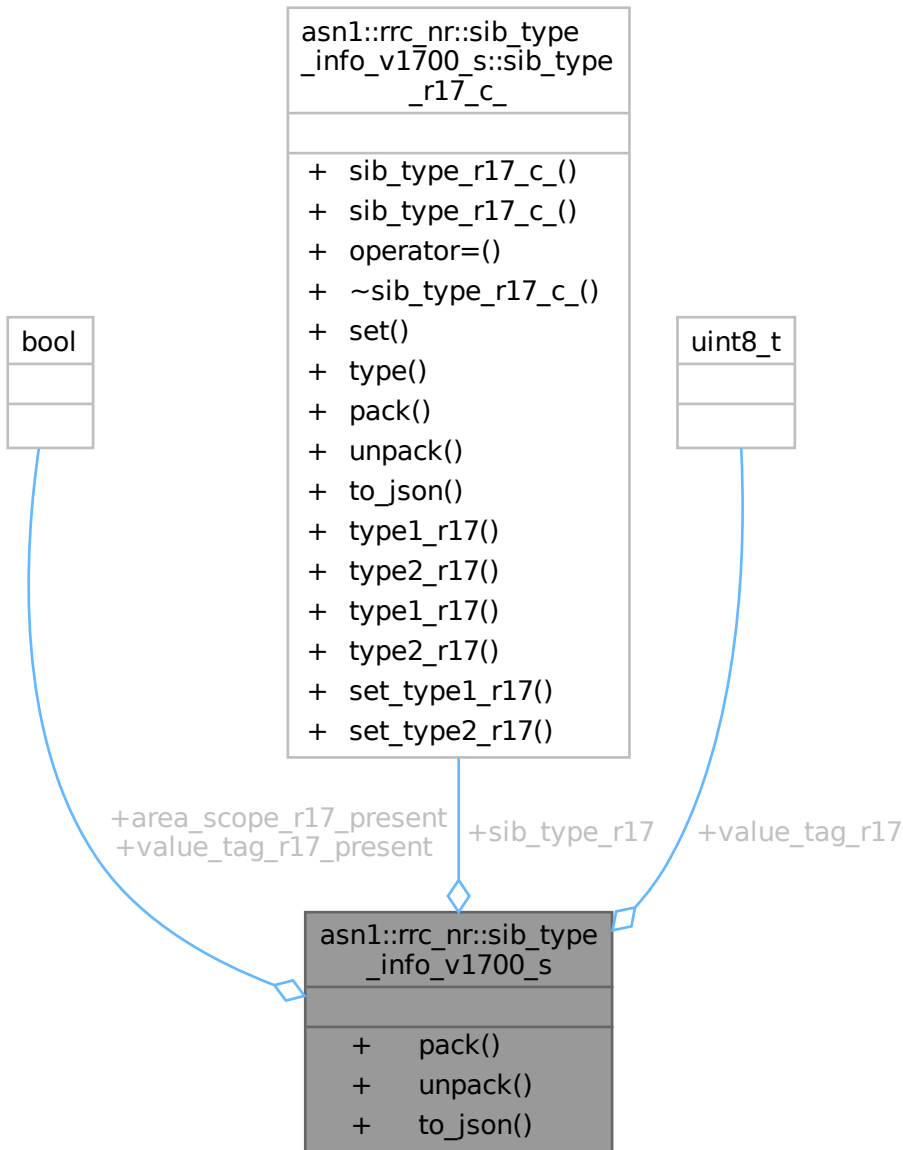 asn1::rrc_nr::sib_type
_info_v1700_s::sib_type
_r17_c_
+ sib_type_r17_c_()
+ sib_type_r17_c_()
+ operator=()
+ ~sib_type_r17_c_()
+ set()
+ type()
+ pack()
+ unpack()
+ to_json()
+ type1_r17()
+ type2_r17()
+ type1_r17()
+ type2_r17()
+ set_type1_r17()
+ set_type2_r17()
bool
uint8_t
+area_scope_r17_present
+value_tag_r17_present
+sib_type_r17
+value_tag_r17
asn1::rrc_nr::sib_type
_info_v1700_s
+ pack()
+ unpack()
+ to_json()